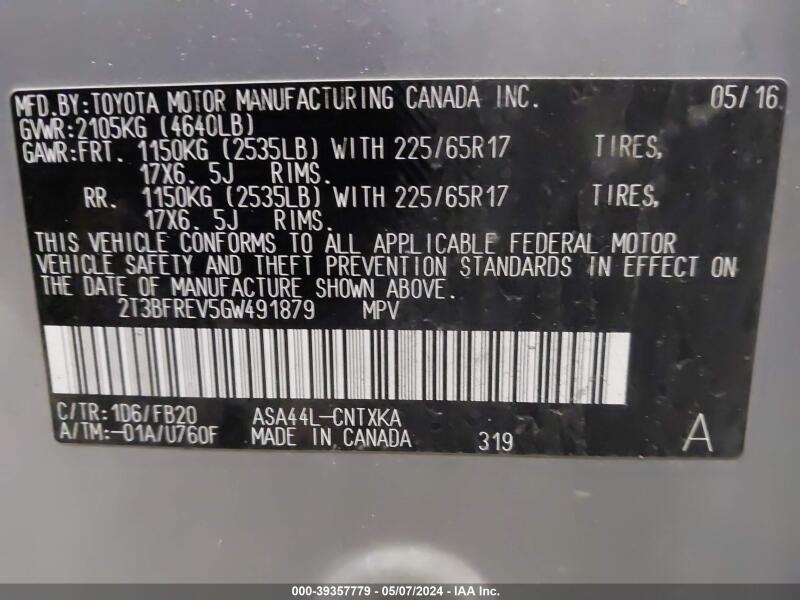 MFD.BY:TOYOTA MOTOR MANUFACTURING CANADA INC. 05/16
GVWR:2105KG (4640LB)
GAWR:FRT. 1150KG (2535LB) WITH 225/65R17 TIRES,
17X6. 5J RIMS.
RR. 1150KG (2535LB) WITH 225/65R17 TIRES,
17X6. 5J RIMS.
THIS VEHICLE CONFORMS TO ALL APPLICABLE FEDERAL MOTOR
VEHICLE SAFETY AND THEFT PREVENTION STANDARDS IN EFFECT ON
THE DATE OF MANUFACTURE SHOWN ABOVE.
2T3BFREV5GW491879 MPV
C/TR:1D6/FB20 ASA44L-CNTXKA
A/TM:-01A/U760F MADE IN CANADA 319 A
000-39357779 - 05/07/2024 - IAA Inc.